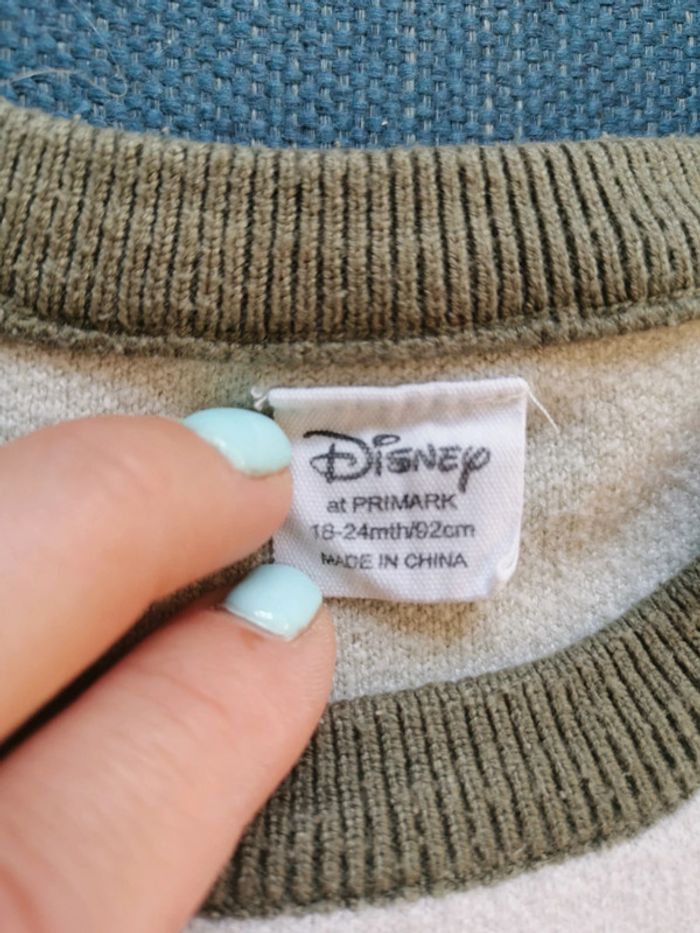 Disney
at PRIMARK
18-24mth/92cm
MADE IN CHINA